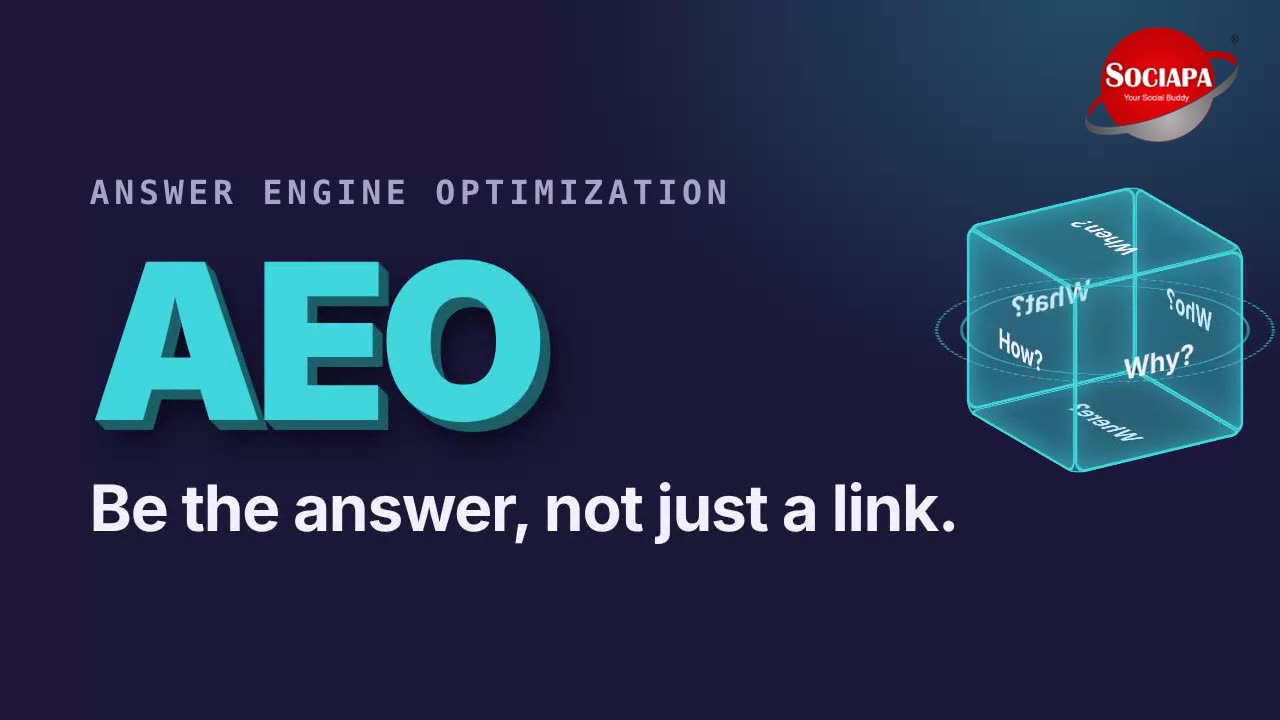 SOCIAPA
®
Your Social Buddy
ANSWER ENGINE OPTIMIZATION
AEO
When?
What?
Who?
How?
Why?
Where?
Be the answer, not just a link.